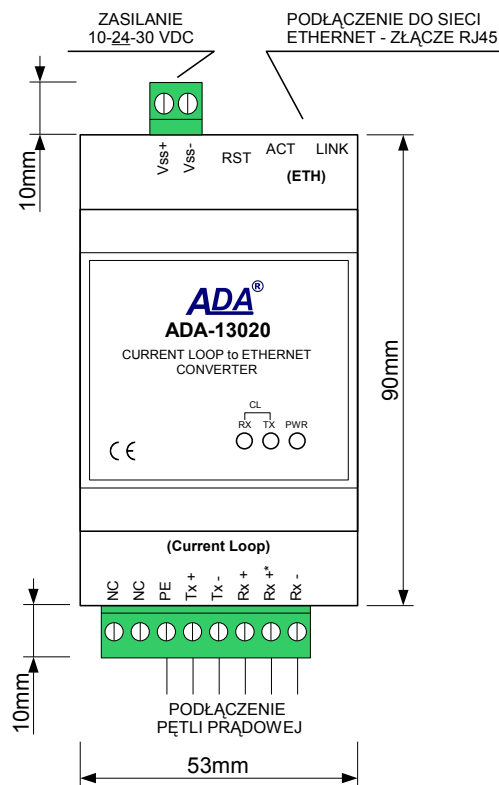 ZASILANIE
10-24-30 VDC
PODŁĄCZENIE DO SIECI
ETHERNET - ZŁĄCZE RJ45
10mm
Vss+
Vss-
RST
ACT
LINK
(ETH)
ADA®
ADA-13020
CURRENT LOOP to ETHERNET
CONVERTER
CL
RX TX PWR
CE
90mm
(Current Loop)
NC
NC
PE
Tx +
Tx -
Rx +
Rx +*
Rx -
10mm
PODŁĄCZENIE
PĘTLI PRĄDOWEJ
53mm